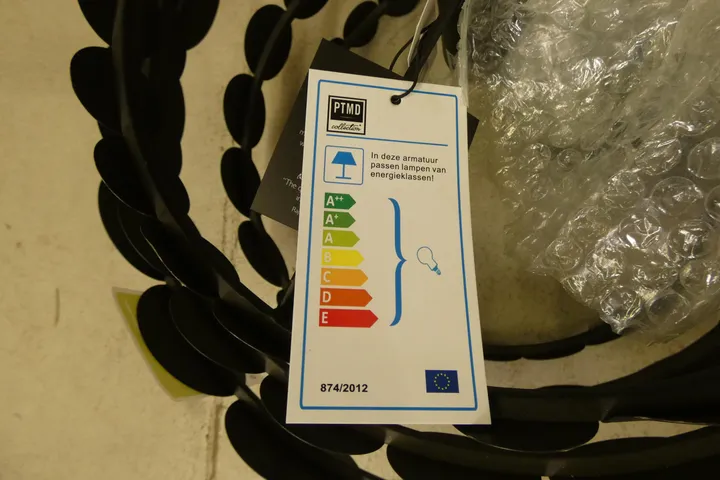 PTMD
collection
In deze armatuur
passen lampen van
energieklassen!
A++
A+
A
B
C
D
E
874/2012